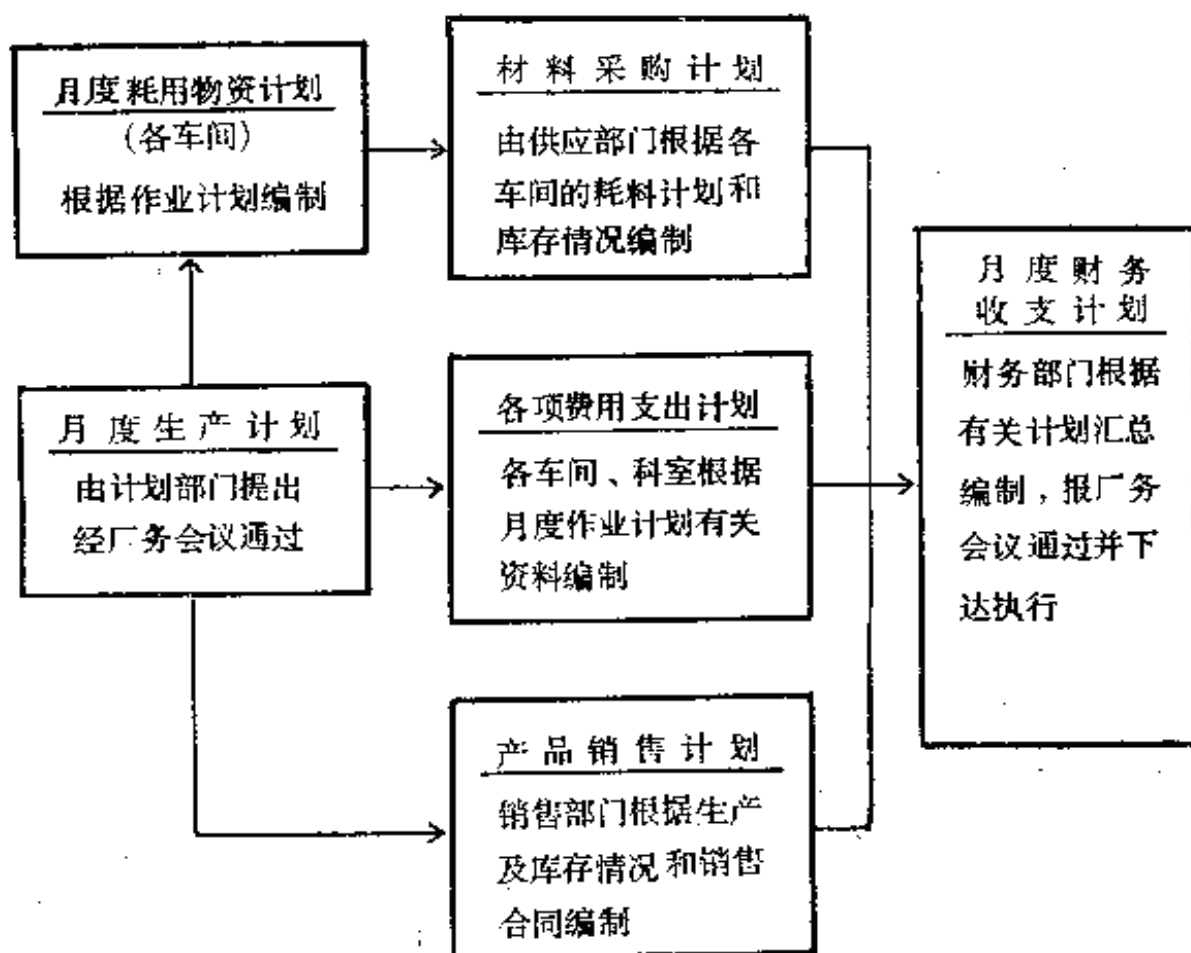 月度耗用物资计划
(各车间)
根据作业计划编制
材料采购计划
由供应部门根据各
车间的耗料计划和
库存情况编制
月度生产计划
由计划部门提出
经厂务会议通过
各项费用支出计划
各车间、科室根据
月度作业计划有关
资料编制
产品销售计划
销售部门根据生产
及库存情况和销售
合同编制
月度财务
收支计划
财务部门根据
有关计划汇总
编制，报厂务
会议通过并下
达执行